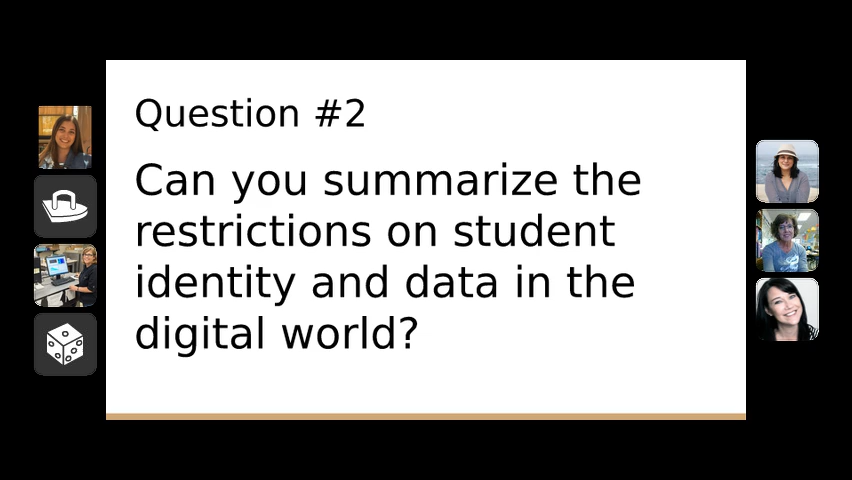 Question #2
Can you summarize the
restrictions on student
identity and data in the
digital world?